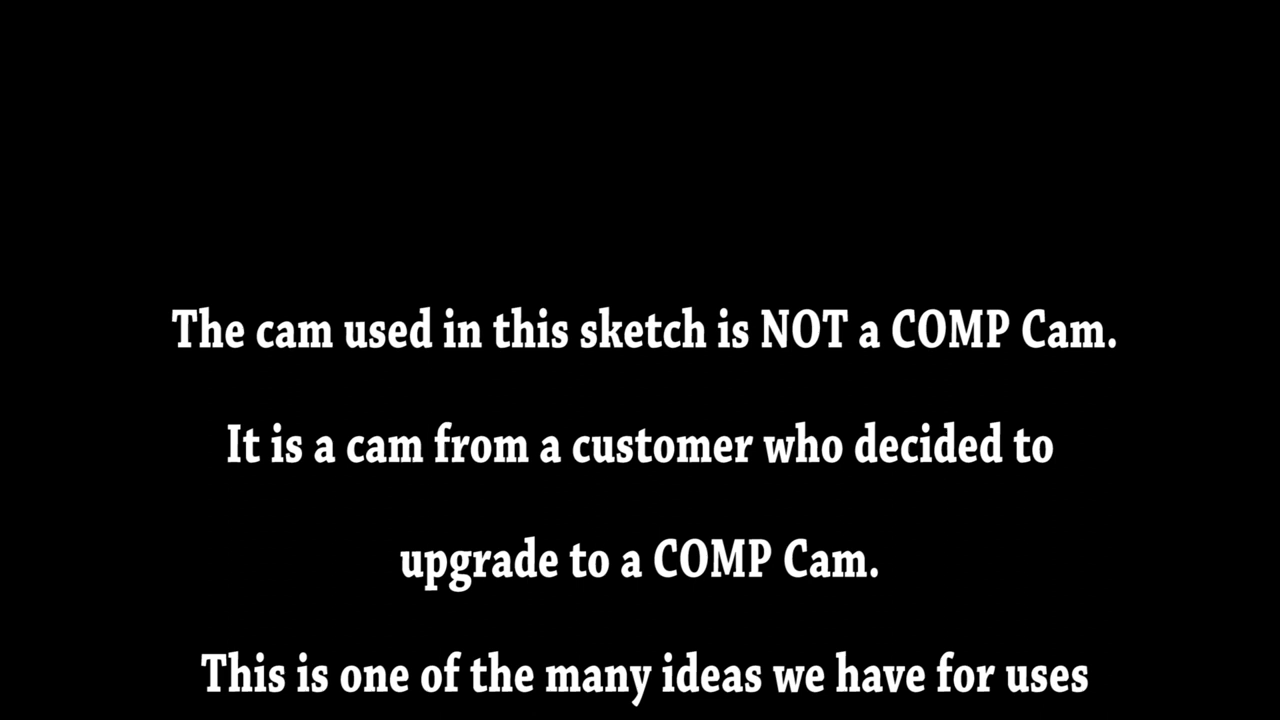 The cam used in this sketch is NOT a COMP Cam.
It is a cam from a customer who decided to
upgrade to a COMP Cam.
This is one of the many ideas we have for uses